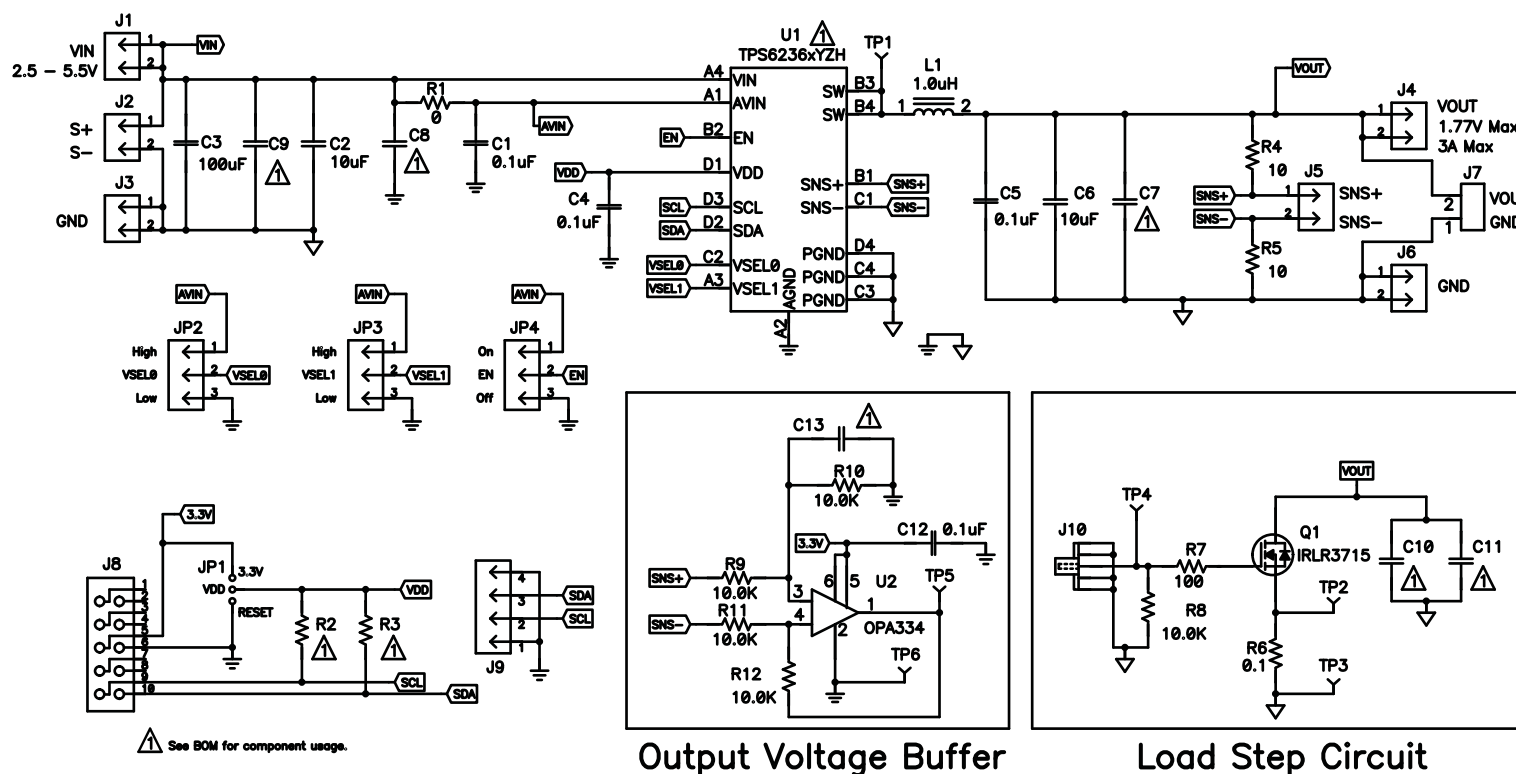 J1
VIN
2.5 - 5.5V
1
2
VIN
J2
S+
S-
1
2
J3
GND
1
2
C3
100uF
C9
1
C2
10uF
R1
0
C8
1
C1
0.1uF
AVIN
EN
VDD
C4
0.1uF
SCL
SDA
VSEL0
VSEL1
U1
1
TPS6236xYZH
A4 VIN
A1 AVIN
B2 EN
D1 VDD
D3 SCL
D2 SDA
C2 VSEL0
A3 VSEL1
AGND
A2
SW B3
SW B4
SNS+ B1 SNS+
SNS- C1 SNS-
PGND D4
PGND C4
PGND C3
TP1
L1
1.0uH
1 2
C5
0.1uF
C6
10uF
C7
1
VOUT
R4
10
SNS+
SNS-
R5
10
J5
1
2
SNS+
SNS-
J4
1
2
VOUT
1.77V Max
3A Max
J7
2
1
VOU
GND
J6
1
2
GND
AVIN
JP2
High 1
VSEL0 2 VSEL0
Low 3
AVIN
JP3
High 1
VSEL1 2 VSEL1
Low 3
AVIN
JP4
On 1
EN 2 EN
Off 3
3.3V
J8
1
2
3
4
5
6
7
8
9
10
JP1
3.3V
VDD
RESET
VDD
R2
1
R3
1
SCL
SDA
J9
4
3
2
1
SDA
SCL
1 See BOM for component usage.
C13
1
R10
10.0K
3.3V
C12 0.1uF
SNS+
R9
10.0K
SNS-
R11
10.0K
3
4
6
5
2
1
U2
OPA334
TP5
TP6
R12
10.0K
Output Voltage Buffer
J10
TP4
R7
100
R8
10.0K
VOUT
Q1
IRLR3715
C10
1
C11
1
TP2
R6
0.1
TP3
Load Step Circuit